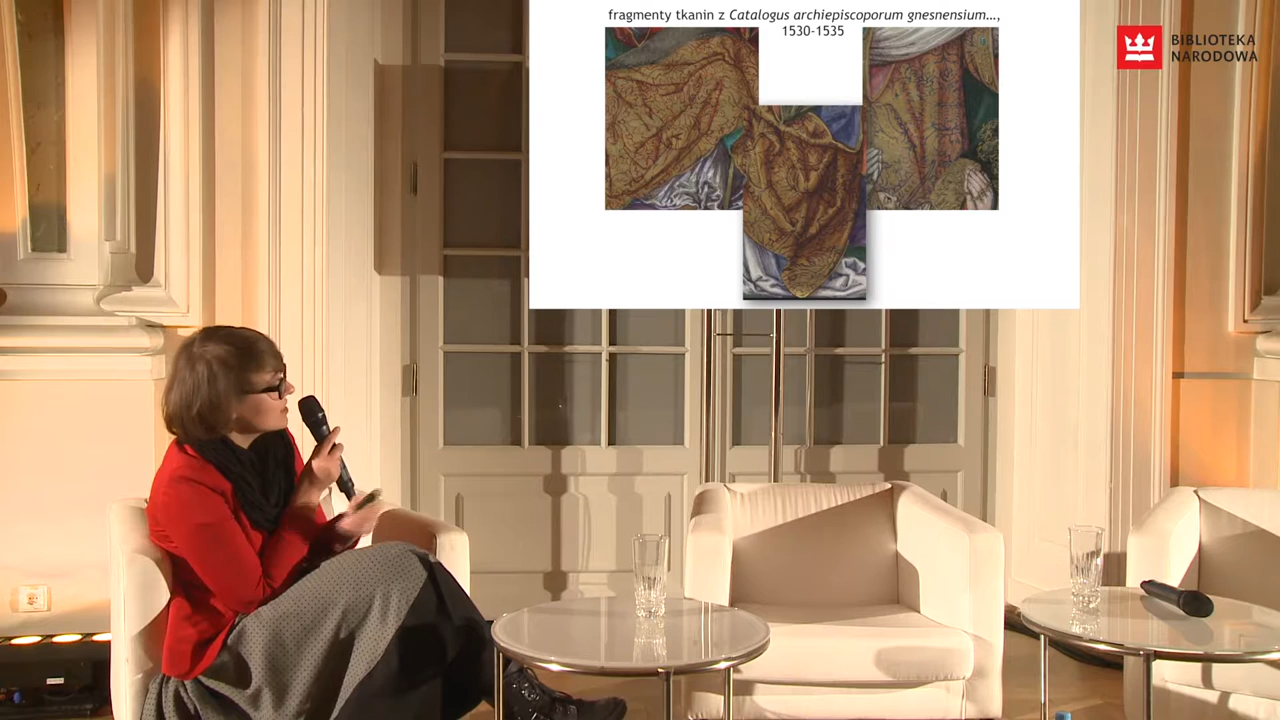 fragmenty tkanin z Catalogus archiepiscoporum gnesnensium...,
1530-1535
BIBLIOTEKA
NARODOWA